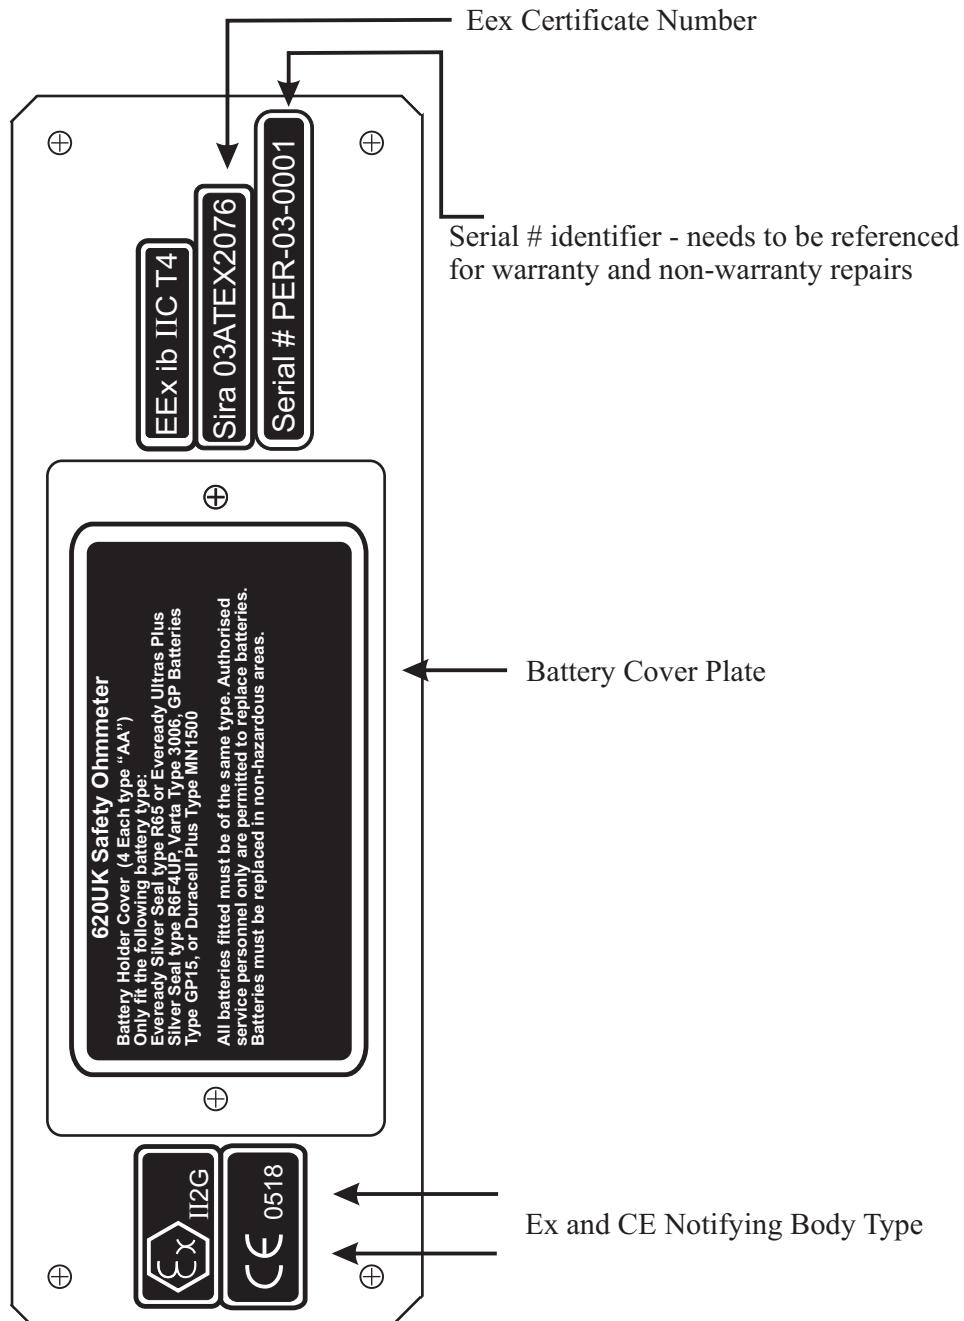 Eex Certificate Number
Serial # identifier - needs to be referenced
for warranty and non-warranty repairs
EEx ib IIC T4
Sira 03ATEX2076
Serial # PER-03-0001
620UK Safety Ohmmeter
Battery Holder Cover (4 Each type “AA”)
Only fit the following battery type:
Eveready Silver Seal type R65 or Eveready Ultras Plus
Silver Seal type R6F4UP, Varta Type 3006, GP Batteries
Type GP15, or Duracell Plus Type MN1500
All batteries fitted must be of the same type. Authorised
service personnel only are permitted to replace batteries.
Batteries must be replaced in non-hazardous areas.
Battery Cover Plate
Ex II2G
CE 0518
Ex and CE Notifying Body Type